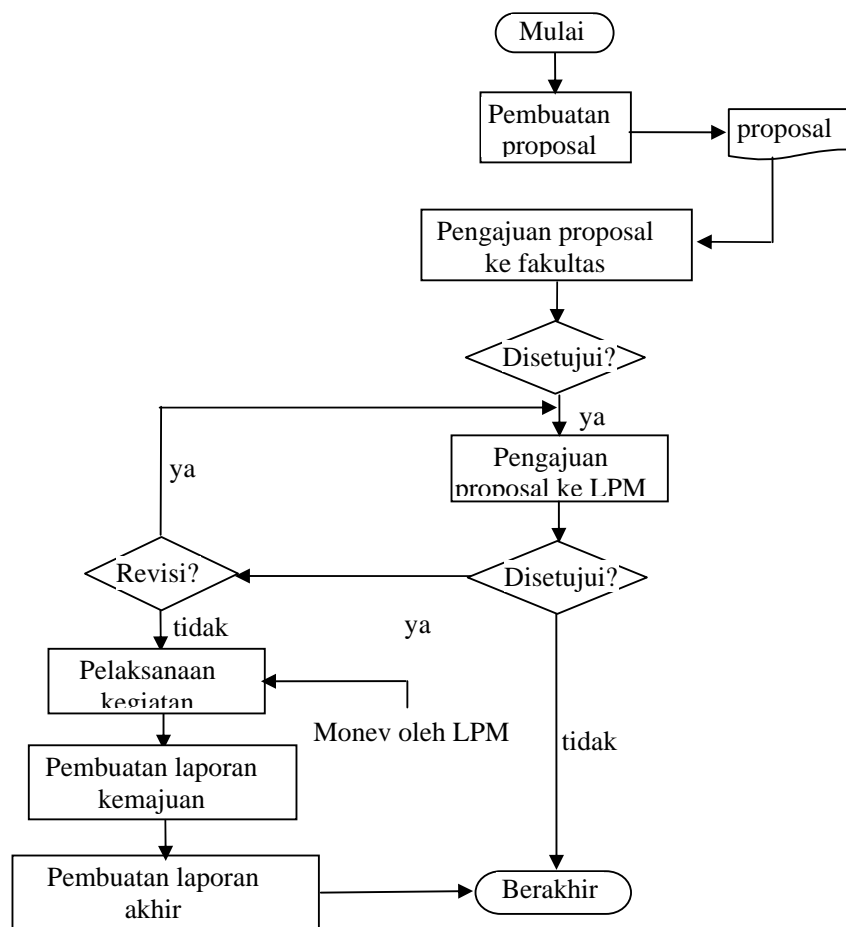 Mulai
Pembuatan
proposal
proposal
Pengajuan proposal
ke fakultas
Disetujui?
ya
Pengajuan
proposal ke LPM
ya
Revisi?
Disetujui?
tidak
ya
Pelaksanaan
kegiatan
Monev oleh LPM
tidak
Pembuatan laporan
kemajuan
Pembuatan laporan
akhir
Berakhir